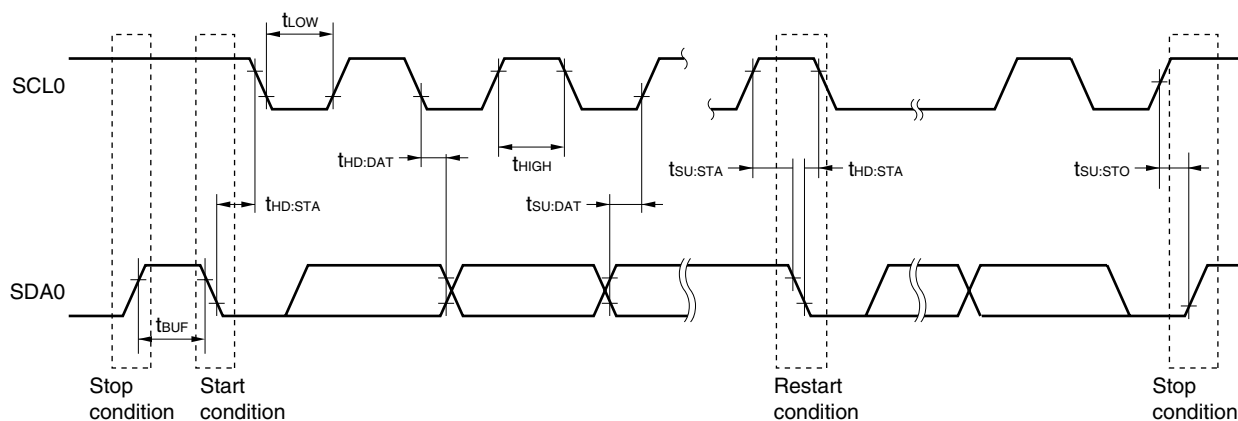 tLOW
SCL0
tHD:DAT
tHIGH
tSU:STA
tHD:STA
tSU:STO
tHD:STA
tSU:DAT
SDA0
tBUF
Stop
condition
Start
condition
Restart
condition
Stop
condition